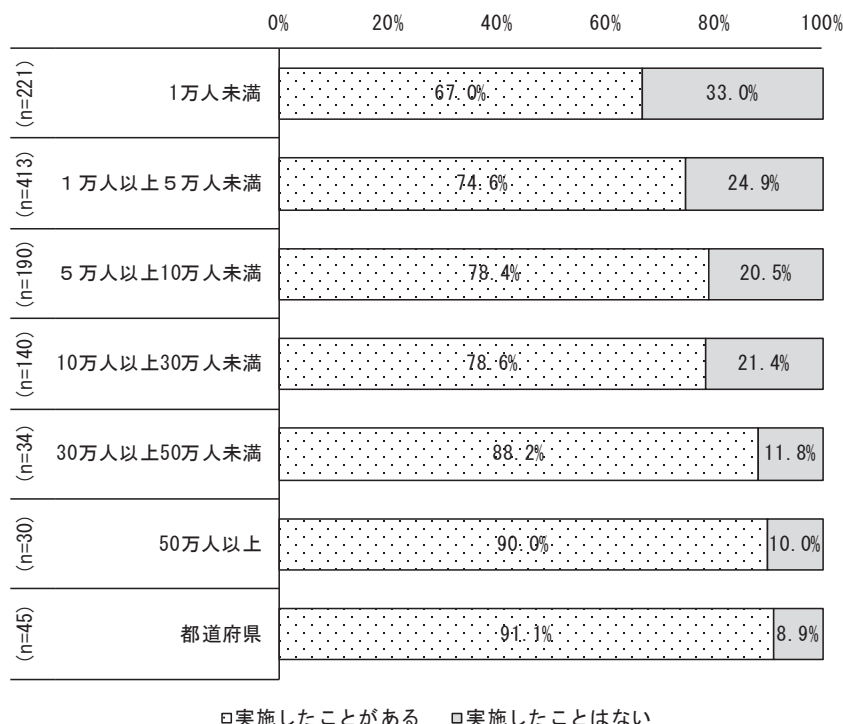 0% 20% 40% 60% 80% 100%
(n=221) 1万人未満 67.0% 33.0%
(n=413) 1万人以上5万人未満 74.6% 24.9%
(n=190) 5万人以上10万人未満 78.4% 20.5%
(n=140) 10万人以上30万人未満 78.6% 21.4%
(n=34) 30万人以上50万人未満 88.2% 11.8%
(n=30) 50万人以上 90.0% 10.0%
(n=45) 都道府県 91.1% 8.9%
実施したことがある 実施したことはない